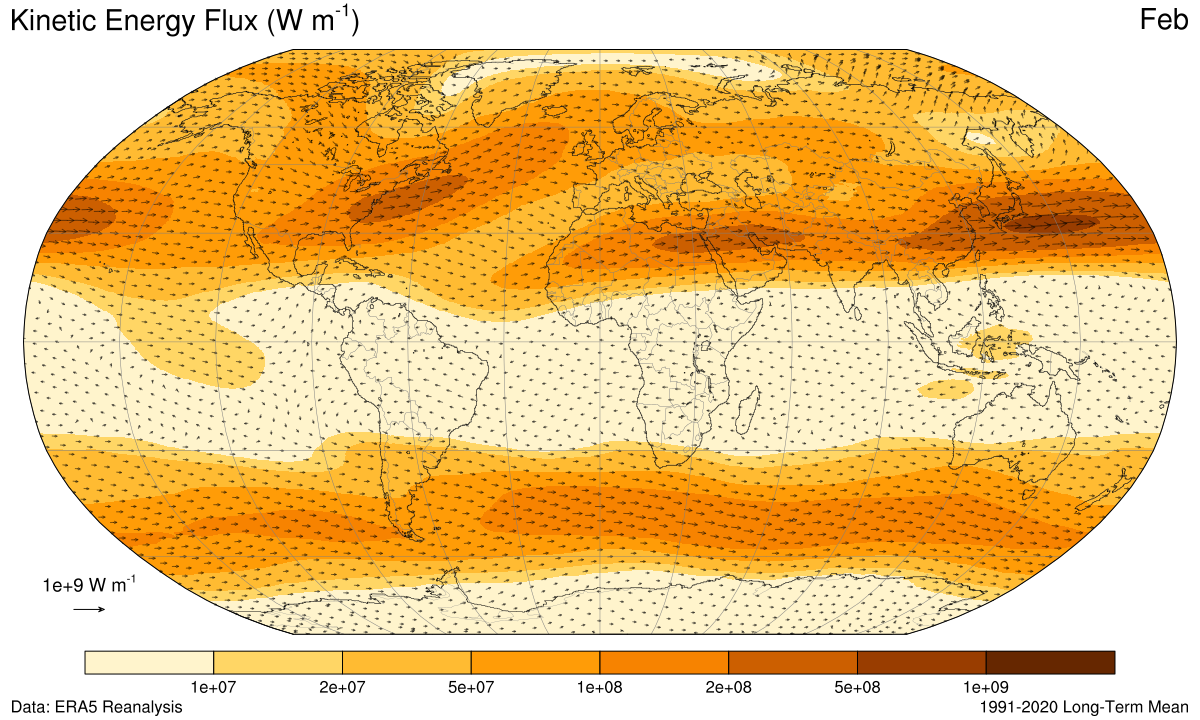 Kinetic Energy Flux (W m⁻¹)
Feb
1e+9 W m⁻¹
1e+07 2e+07 5e+07 1e+08 2e+08 5e+08 1e+09
Data: ERA5 Reanalysis
1991-2020 Long-Term Mean